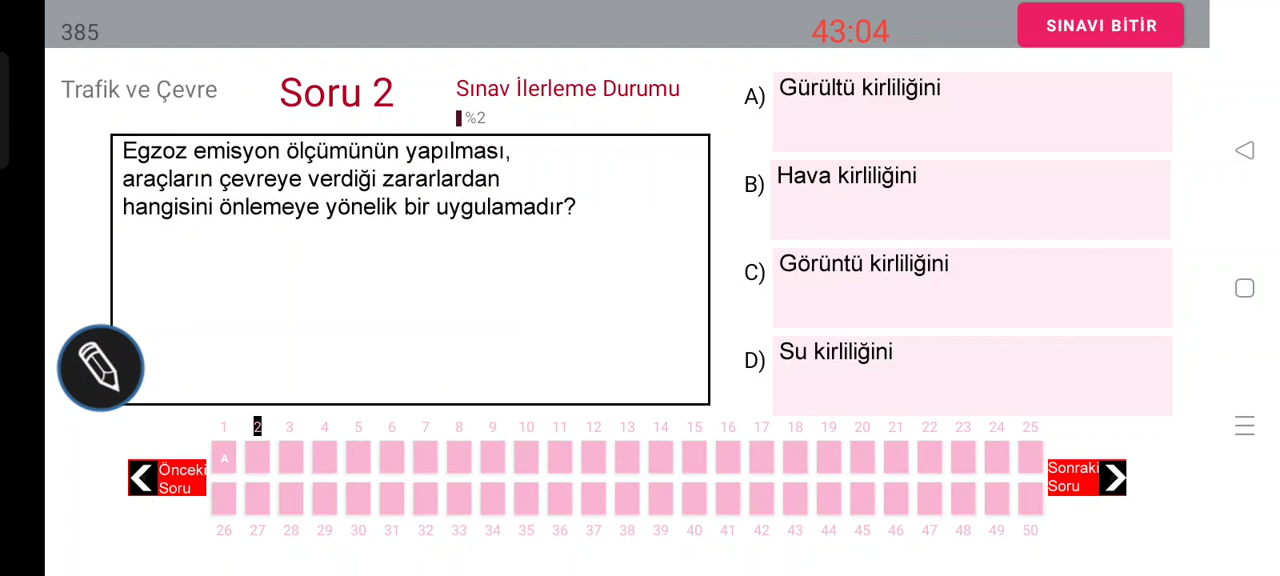 385
43:04
SINAVI BİTİR
Trafik ve Çevre
Soru 2
Sınav İlerleme Durumu
%2
Egzoz emisyon ölçümünün yapılması,
araçların çevreye verdiği zararlardan
hangisini önlemeye yönelik bir uygulamadır?
A) Gürültü kirliliğini
B) Hava kirliliğini
C) Görüntü kirliliğini
D) Su kirliliğini
1 2 3 4 5 6 7 8 9 10 11 12 13 14 15 16 17 18 19 20 21 22 23 24 25
A
Önceki
Soru
Sonraki
Soru
26 27 28 29 30 31 32 33 34 35 36 37 38 39 40 41 42 43 44 45 46 47 48 49 50